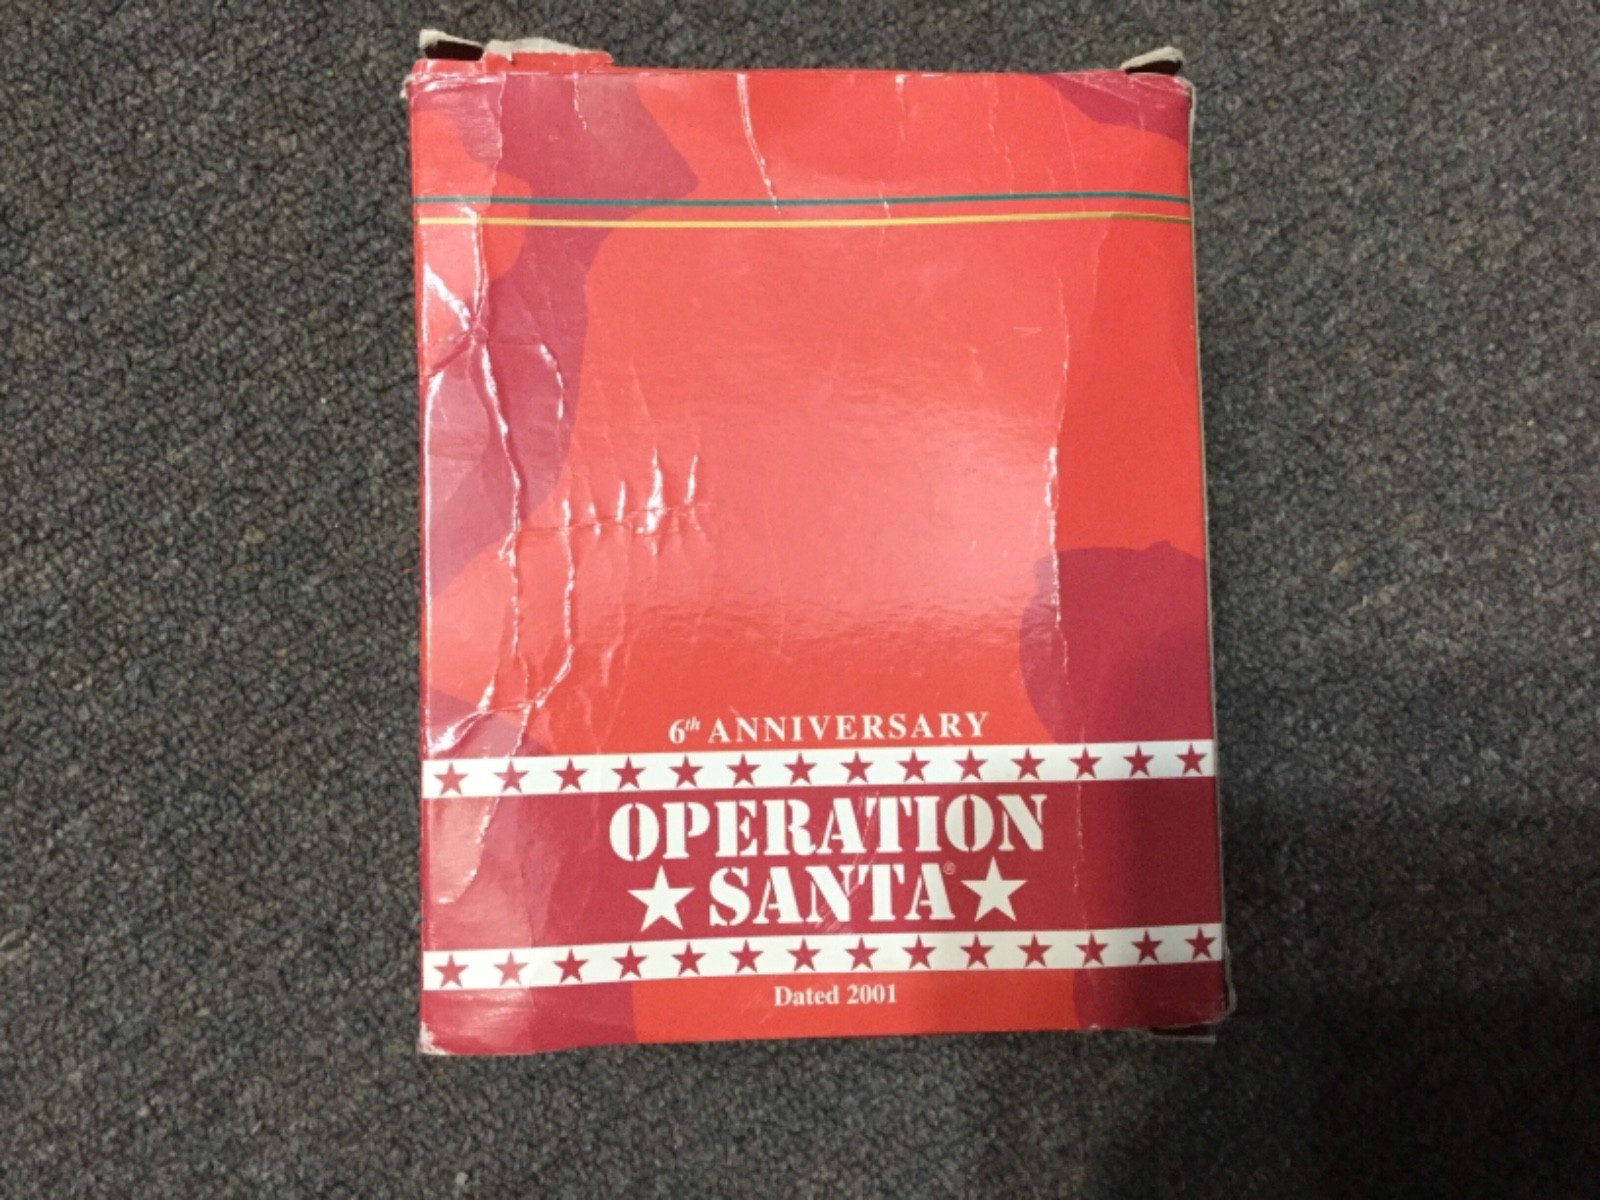 6th ANNIVERSARY
OPERATION
SANTA®
Dated 2001